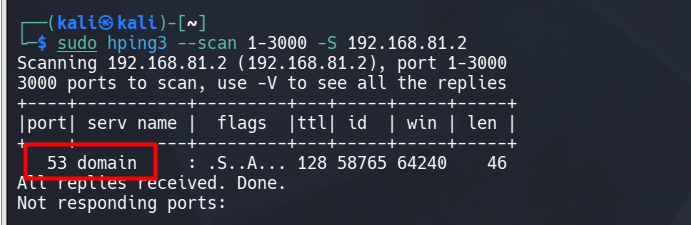 ┌──(kali㉿kali)-[~]
└─$ sudo hping3 --scan 1-3000 -S 192.168.81.2
Scanning 192.168.81.2 (192.168.81.2), port 1-3000
3000 ports to scan, use -V to see all the replies
+----+-----------+---------+---+-----+-----+-----+
|port| serv name |  flags  |ttl| id  | win | len |
+----+-----------+---------+---+-----+-----+-----+
   53 domain     : .S..A... 128 58765 64240    46
All replies received. Done.
Not responding ports: